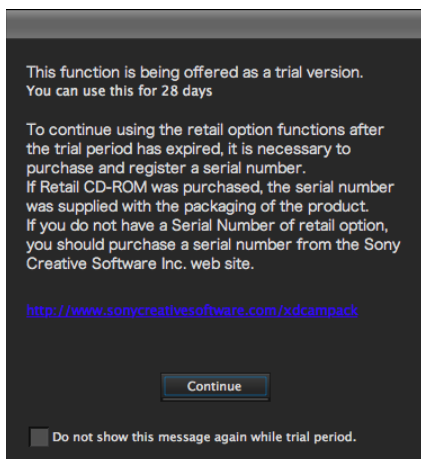 This function is being offered as a trial version.
You can use this for 28 days
To continue using the retail option functions after
the trial period has expired, it is necessary to
purchase and register a serial number.
If Retail CD-ROM was purchased, the serial number
was supplied with the packaging of the product.
If you do not have a Serial Number of retail option,
you should purchase a serial number from the Sony
Creative Software Inc. web site.
http://www.sonycreativesoftware.com/xdcampack
Continue
Do not show this message again while trial period.